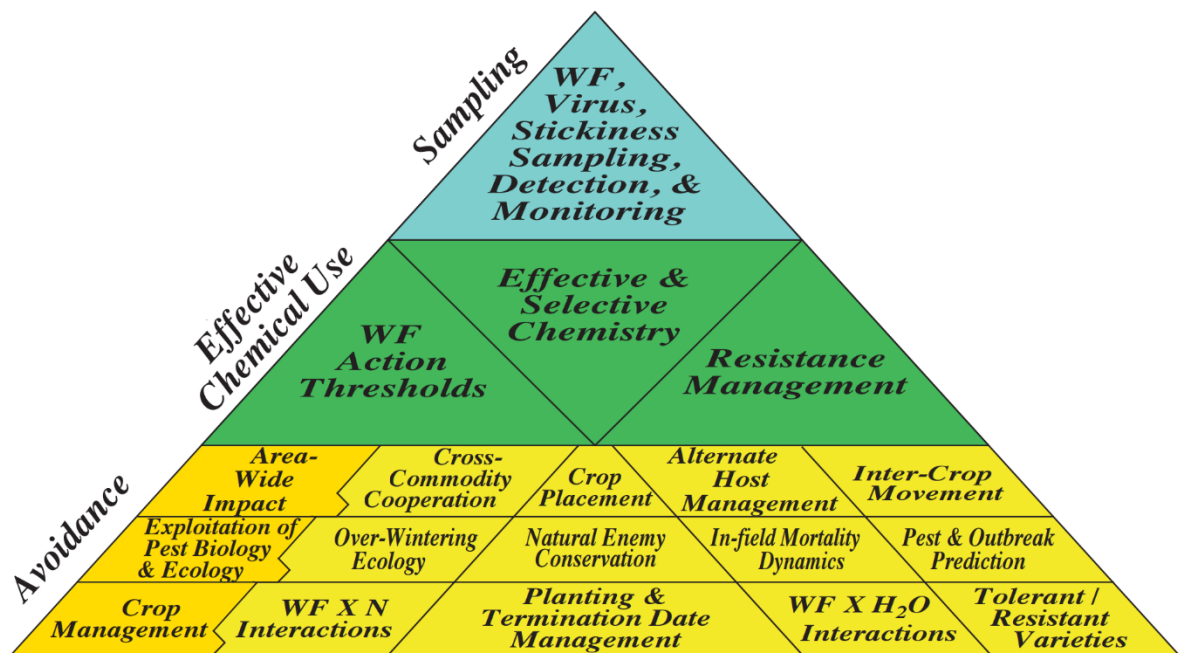 Sampling
WF,
Virus,
Stickiness
Sampling,
Detection, &
Monitoring
Effective
Chemical Use
WF
Action
Thresholds
Effective &
Selective
Chemistry
Resistance
Management
Avoidance
Area-
Wide
Impact
Cross-
Commodity
Cooperation
Crop
Placement
Alternate
Host
Management
Inter-Crop
Movement
Exploitation of
Pest Biology
& Ecology
Over-Wintering
Ecology
Natural Enemy
Conservation
In-field Mortality
Dynamics
Pest & Outbreak
Prediction
Crop
Management
WF X N
Interactions
Planting &
Termination Date
Management
WF X H₂O
Interactions
Tolerant /
Resistant
Varieties